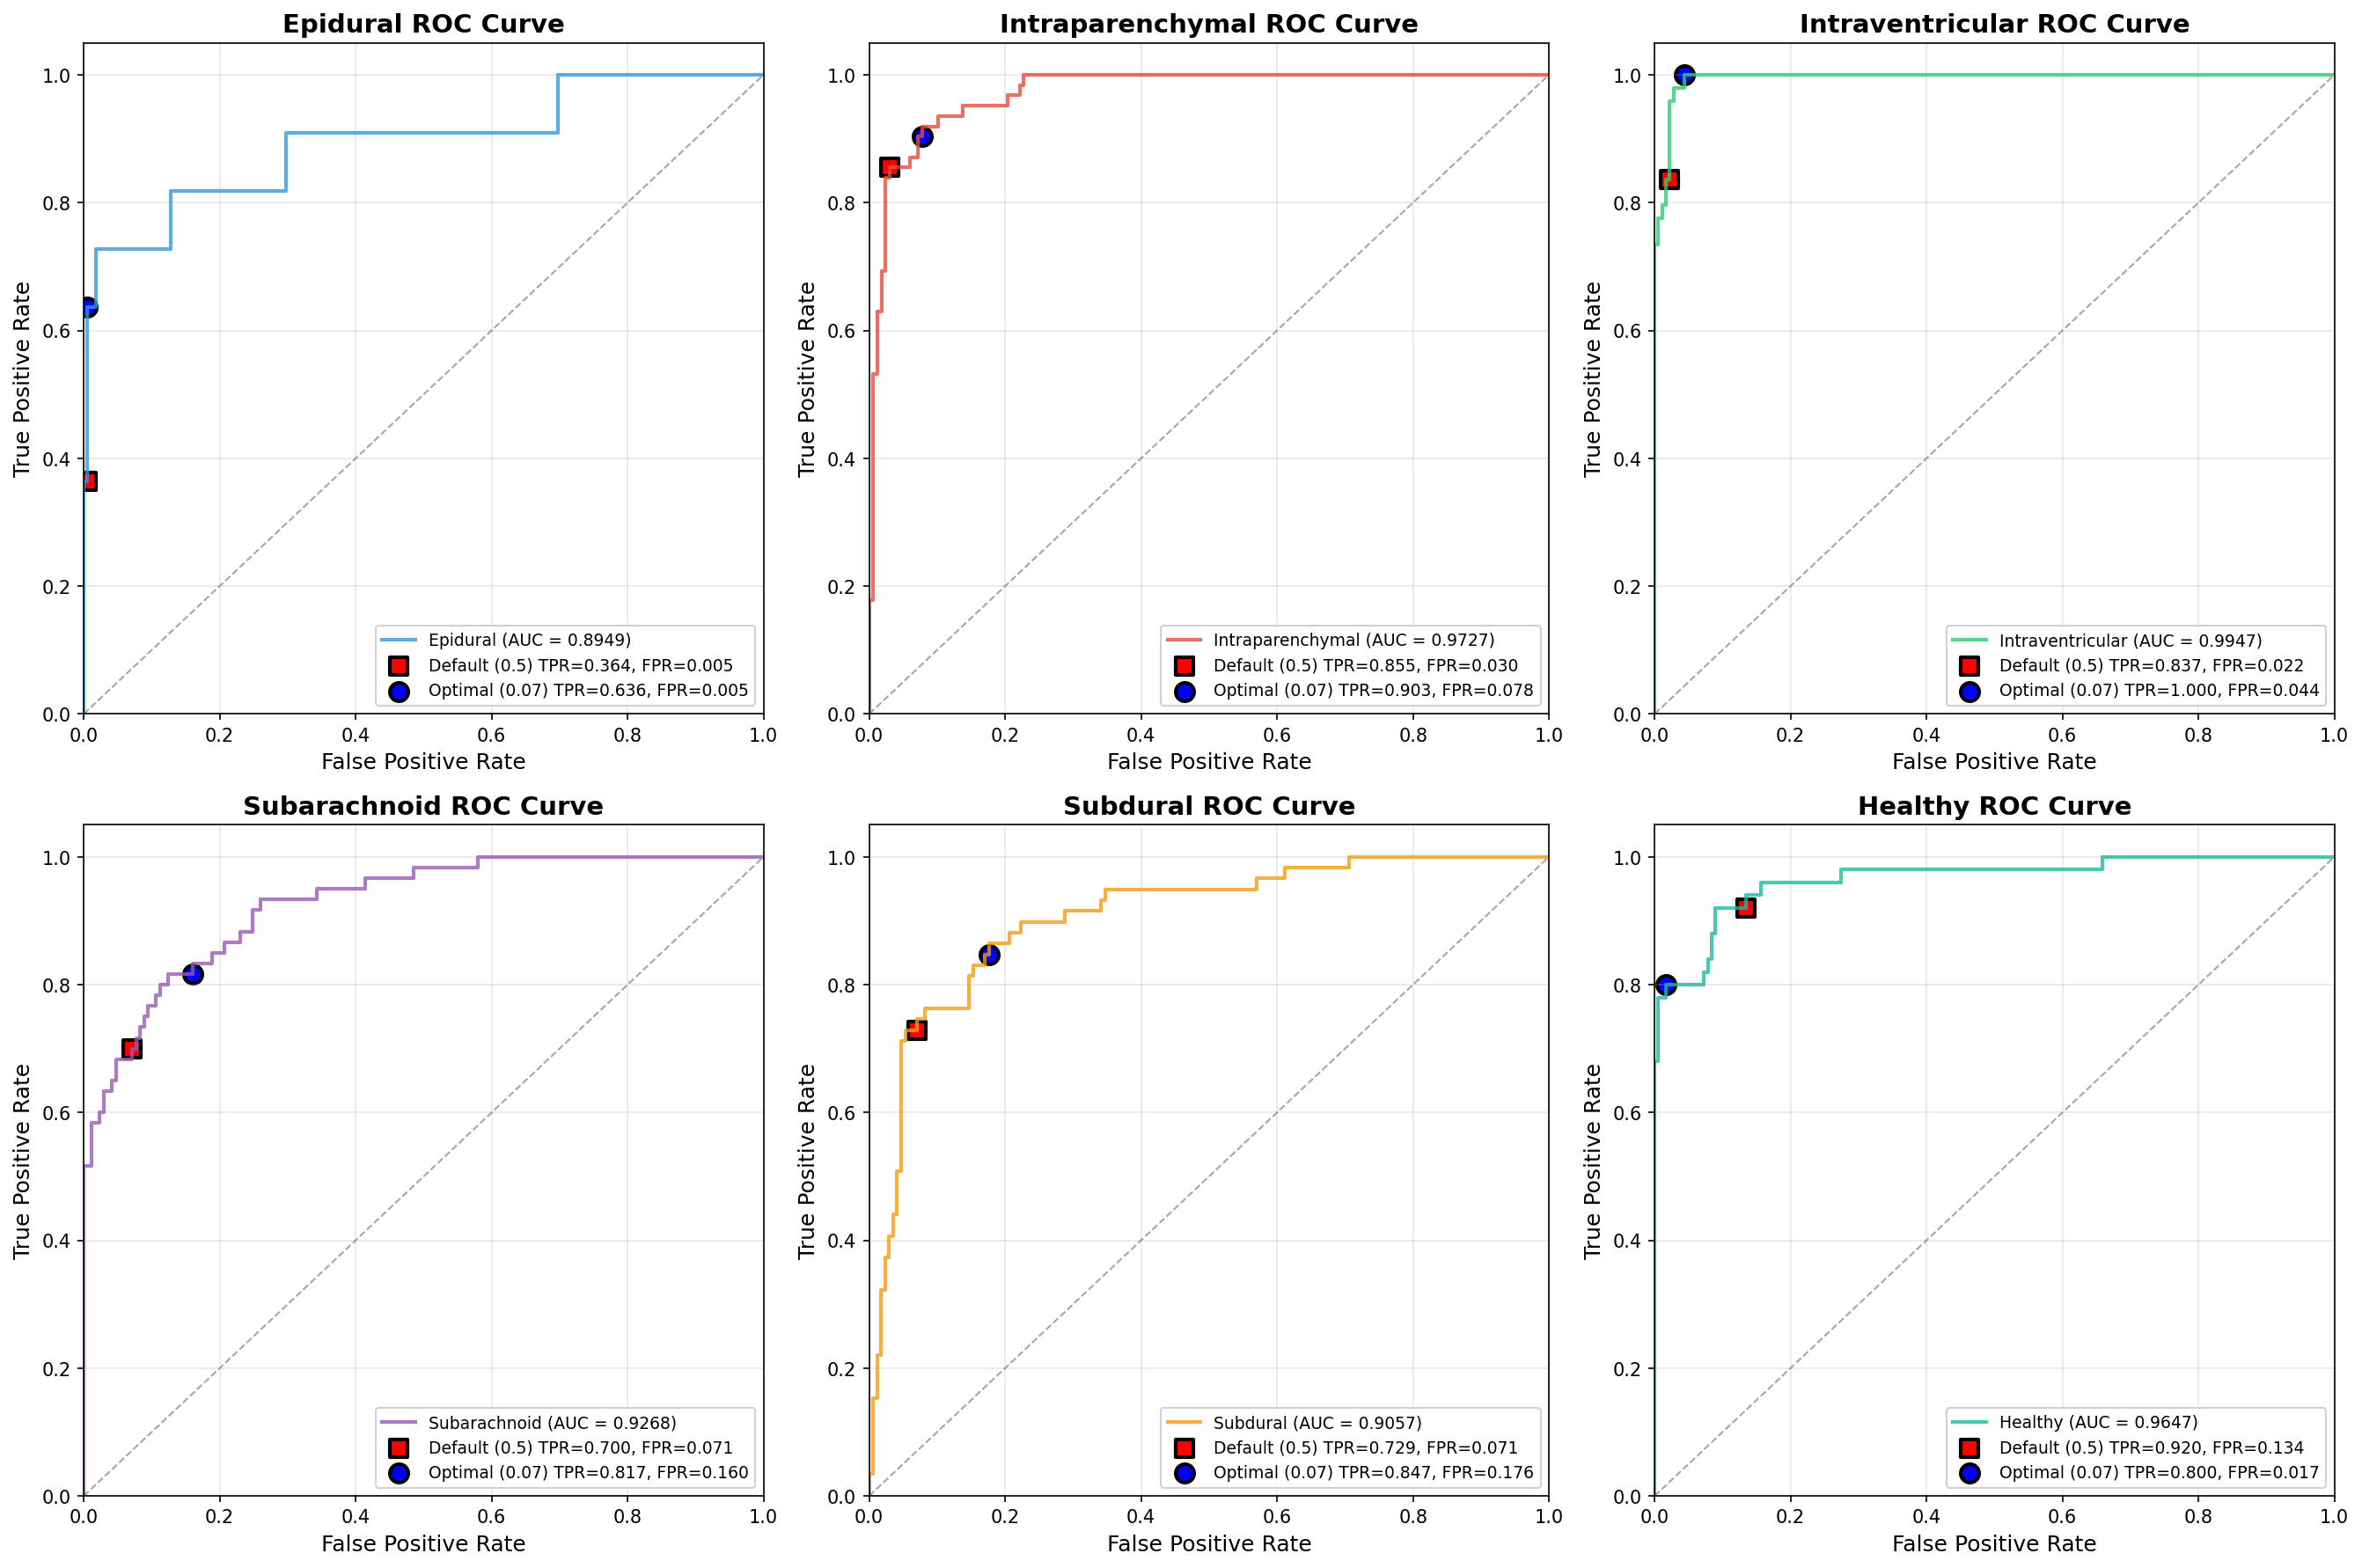 Epidural ROC Curve
True Positive Rate
1.0
0.8
0.6
0.4
0.2
0.0
Epidural (AUC = 0.8949)
Default (0.5) TPR=0.364, FPR=0.005
Optimal (0.07) TPR=0.636, FPR=0.005
0.0 0.2 0.4 0.6 0.8 1.0
False Positive Rate
Intraparenchymal ROC Curve
True Positive Rate
1.0
0.8
0.6
0.4
0.2
0.0
Intraparenchymal (AUC = 0.9727)
Default (0.5) TPR=0.855, FPR=0.030
Optimal (0.07) TPR=0.903, FPR=0.078
0.0 0.2 0.4 0.6 0.8 1.0
False Positive Rate
Intraventricular ROC Curve
True Positive Rate
1.0
0.8
0.6
0.4
0.2
0.0
Intraventricular (AUC = 0.9947)
Default (0.5) TPR=0.837, FPR=0.022
Optimal (0.07) TPR=1.000, FPR=0.044
0.0 0.2 0.4 0.6 0.8 1.0
False Positive Rate
Subarachnoid ROC Curve
True Positive Rate
1.0
0.8
0.6
0.4
0.2
0.0
Subarachnoid (AUC = 0.9268)
Default (0.5) TPR=0.700, FPR=0.071
Optimal (0.07) TPR=0.817, FPR=0.160
0.0 0.2 0.4 0.6 0.8 1.0
False Positive Rate
Subdural ROC Curve
True Positive Rate
1.0
0.8
0.6
0.4
0.2
0.0
Subdural (AUC = 0.9057)
Default (0.5) TPR=0.729, FPR=0.071
Optimal (0.07) TPR=0.847, FPR=0.176
0.0 0.2 0.4 0.6 0.8 1.0
False Positive Rate
Healthy ROC Curve
True Positive Rate
1.0
0.8
0.6
0.4
0.2
0.0
Healthy (AUC = 0.9647)
Default (0.5) TPR=0.920, FPR=0.134
Optimal (0.07) TPR=0.800, FPR=0.017
0.0 0.2 0.4 0.6 0.8 1.0
False Positive Rate